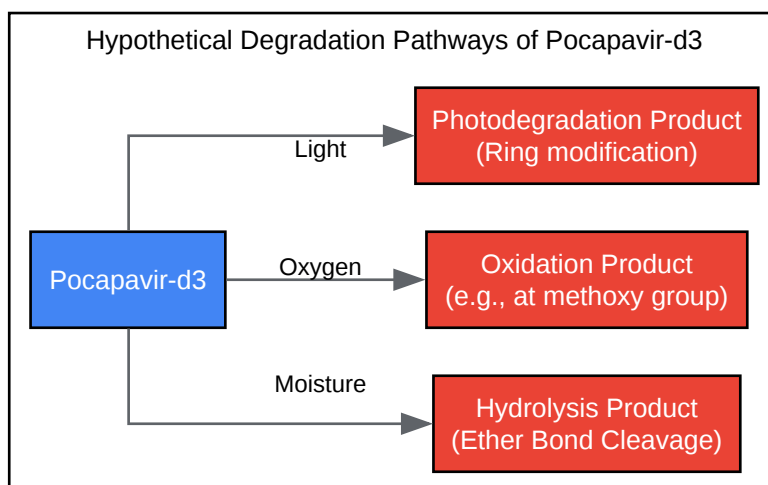 Hypothetical Degradation Pathways of Pocapavir-d3
Photodegradation Product
(Ring modification)
Light
Pocapavir-d3
Oxygen
Oxidation Product
(e.g., at methoxy group)
Moisture
Hydrolysis Product
(Ether Bond Cleavage)